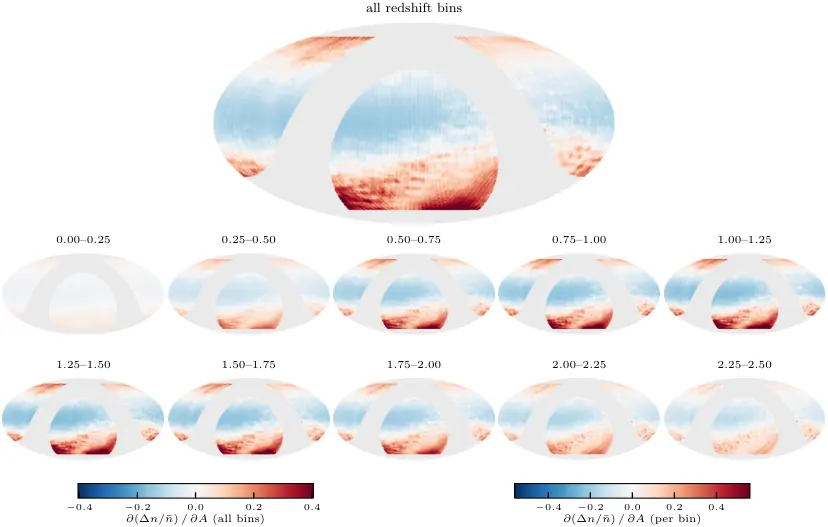 all redshift bins
0.00–0.25 0.25–0.50 0.50–0.75 0.75–1.00 1.00–1.25
1.25–1.50 1.50–1.75 1.75–2.00 2.00–2.25 2.25–2.50
−0.4 −0.2 0.0 0.2 0.4 −0.4 −0.2 0.0 0.2 0.4
∂(Δn/n̄) / ∂A (all bins) ∂(Δn/n̄) / ∂A (per bin)